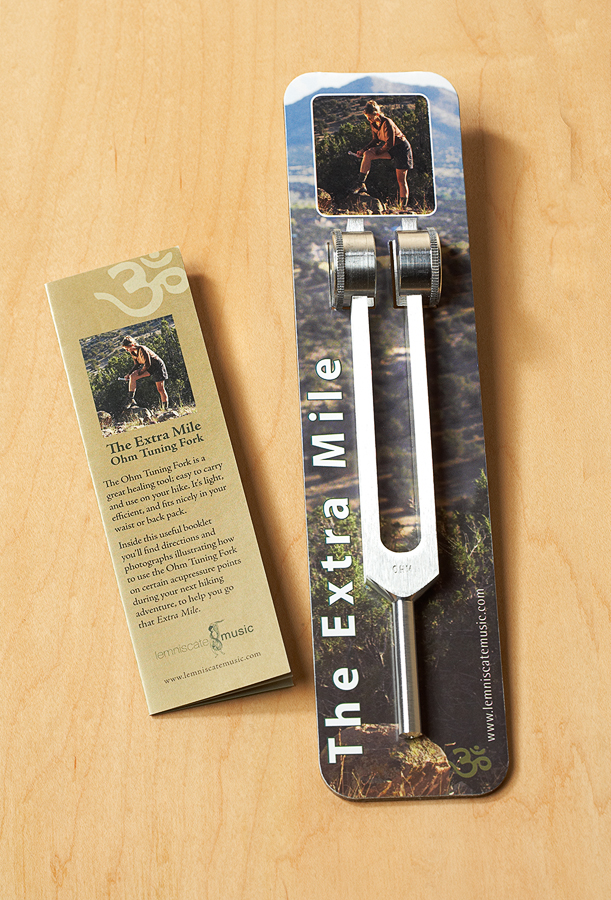 ॐ
The Extra Mile
Ohm Tuning Fork
The Ohm Tuning Fork is a
great healing tool; easy to carry
and use on your hike. It's light,
efficient, and fits nicely in your
waist or back pack.
Inside this useful booklet
you'll find directions and
photographs illustrating how
to use the Ohm Tuning Fork
on certain acupressure points
during your next hiking
adventure, to help you go
that Extra Mile.
lemniscate music
www.lemniscatemusic.com
The Extra Mile
OHM
www.lemniscatemusic.com
ॐ